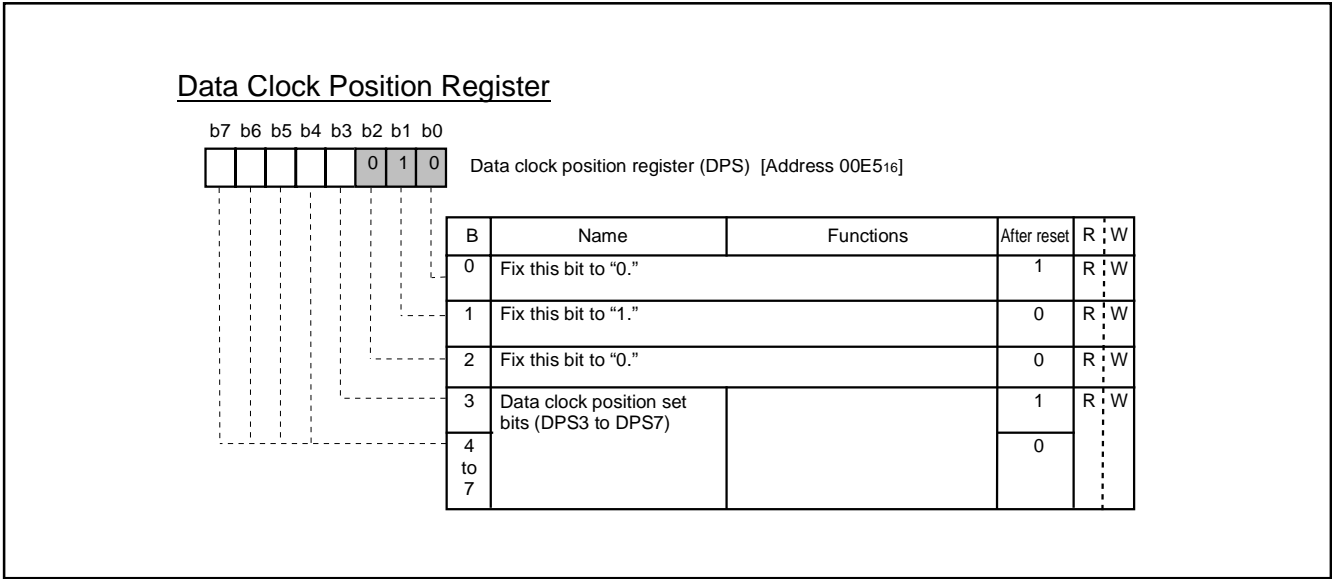 Data Clock Position Register
b7 b6 b5 b4 b3 b2 b1 b0
0 1 0
Data clock position register (DPS) [Address 00E516]
B Name Functions After reset R W
0 Fix this bit to “0.” 1 R W
1 Fix this bit to “1.” 0 R W
2 Fix this bit to “0.” 0 R W
3 Data clock position set 1 R W
bits (DPS3 to DPS7)
4 0
to
7